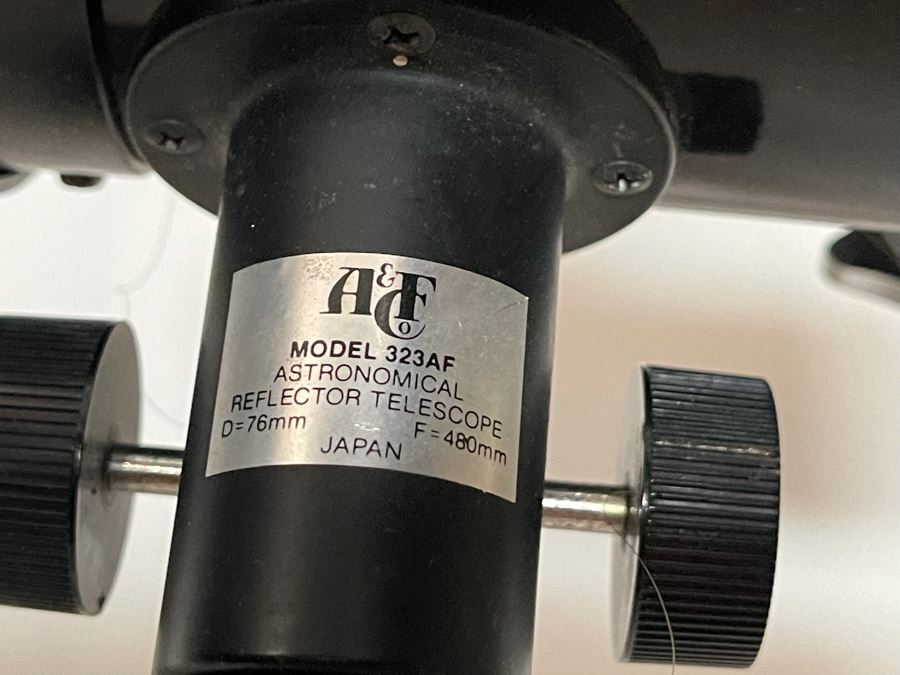 A&F Co
MODEL 323AF
ASTRONOMICAL
REFLECTOR TELESCOPE
D=76mm F=480mm
JAPAN